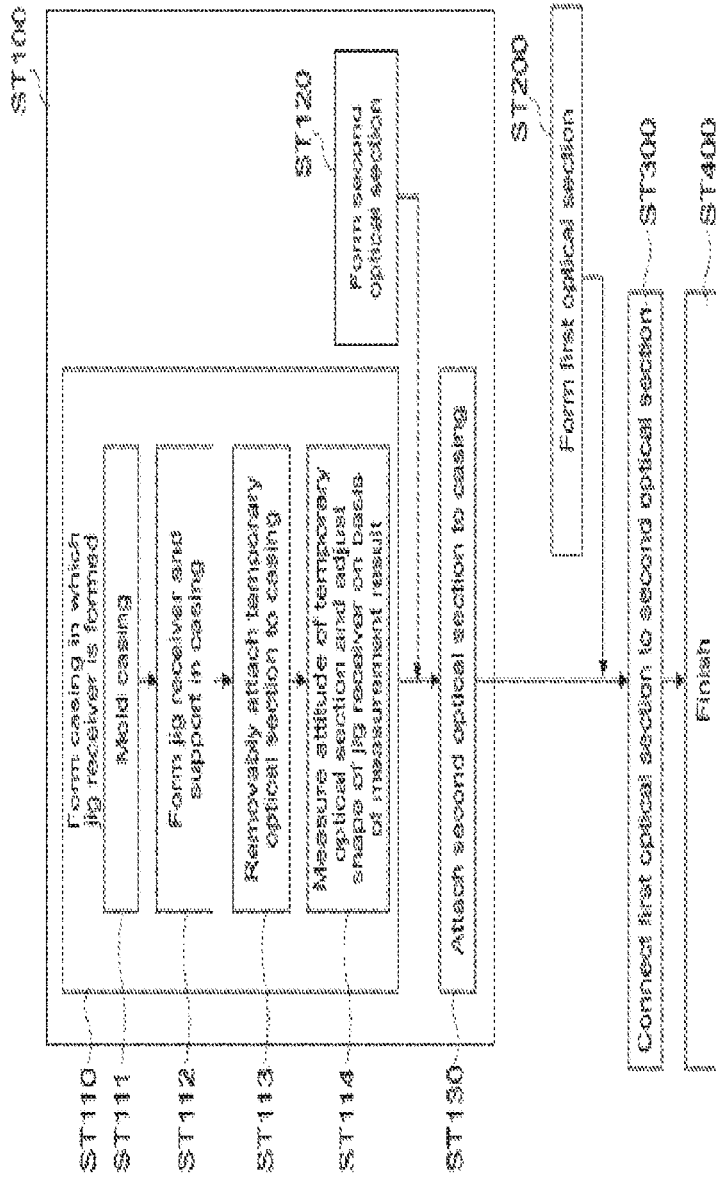 ST100
ST110
Form casing in which
jig receiver is formed
ST111
Mold casing
ST112
Form jig receiver and
support in casing
ST113
Removably attach temporary
optical section to casing
ST114
Measure attitude of temporary
optical section and adjust
shape of jig receiver on basis
of measurement result
ST120
Form second
optical section
ST130
Attach second optical section to casing
ST200
Form first optical section
ST300
Connect first optical section to second optical section
ST400
Finish